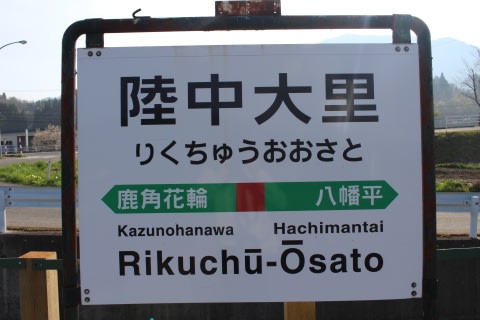 陸中大里
りくちゅうおおさと
鹿角花輪 八幡平
Kazunohanawa Hachimantai
Rikuchū-Ōsato